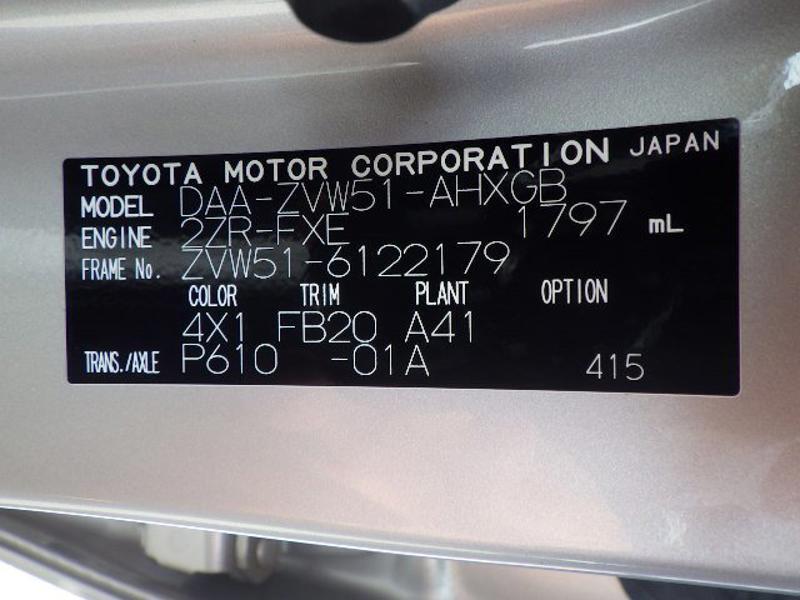 TOYOTA MOTOR CORPORATION JAPAN
MODEL DAA-ZVW51-AHXGB
ENGINE 2ZR-FXE 1797 mL
FRAME No. ZVW51-6122179
COLOR TRIM PLANT OPTION
4X1 FB20 A41
TRANS./AXLE P610 -01A 415